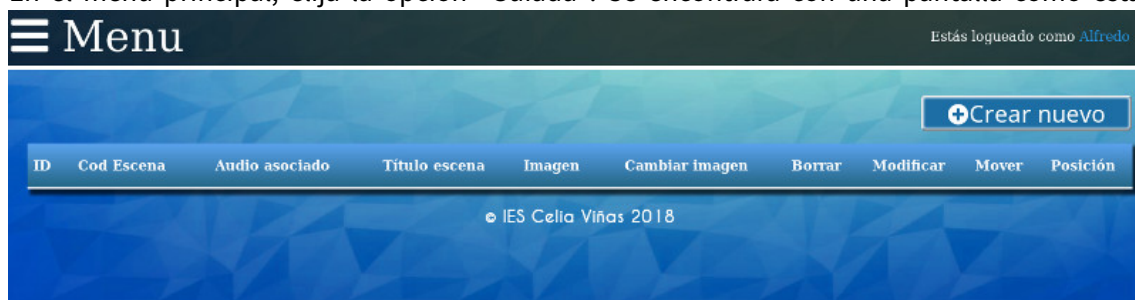 En el menú principal, elija la opción "Guiada". Se encontrará con una pantalla como esta
Menu
Estás logueado como Alfredo
Crear nuevo
ID Cod Escena Audio asociado Título escena Imagen Cambiar imagen Borrar Modificar Mover Posición
© IES Celia Viñas 2018